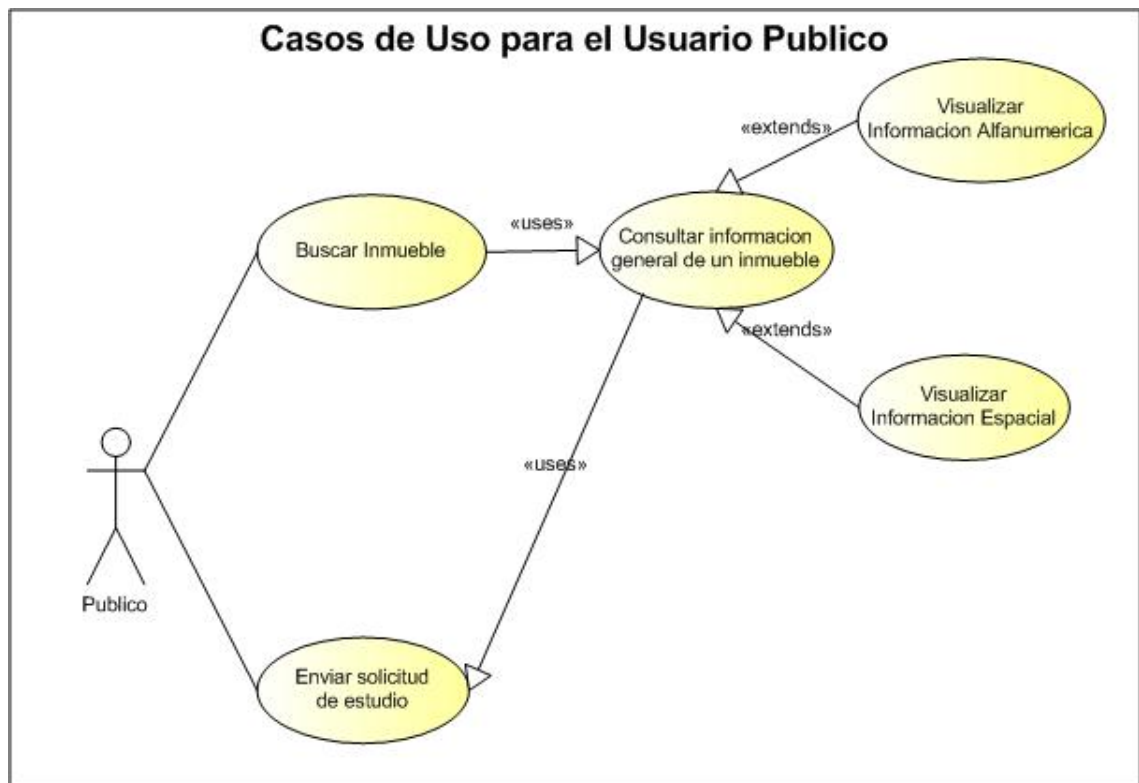 Casos de Uso para el Usuario Publico
Visualizar
Informacion Alfanumerica
«extends»
«uses»
Buscar Inmueble
Consultar informacion
general de un inmueble
«extends»
Visualizar
Informacion Espacial
«uses»
Publico
Enviar solicitud
de estudio